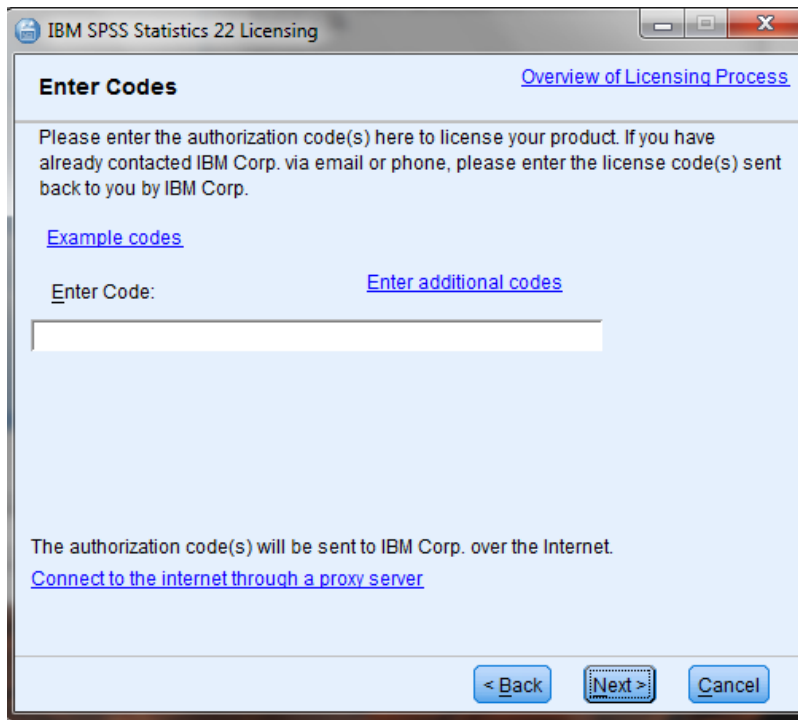 IBM SPSS Statistics 22 Licensing
Enter Codes
Overview of Licensing Process
Please enter the authorization code(s) here to license your product. If you have
already contacted IBM Corp. via email or phone, please enter the license code(s) sent
back to you by IBM Corp.
Example codes
Enter Code:
Enter additional codes
The authorization code(s) will be sent to IBM Corp. over the Internet.
Connect to the internet through a proxy server
< Back
Next >
Cancel